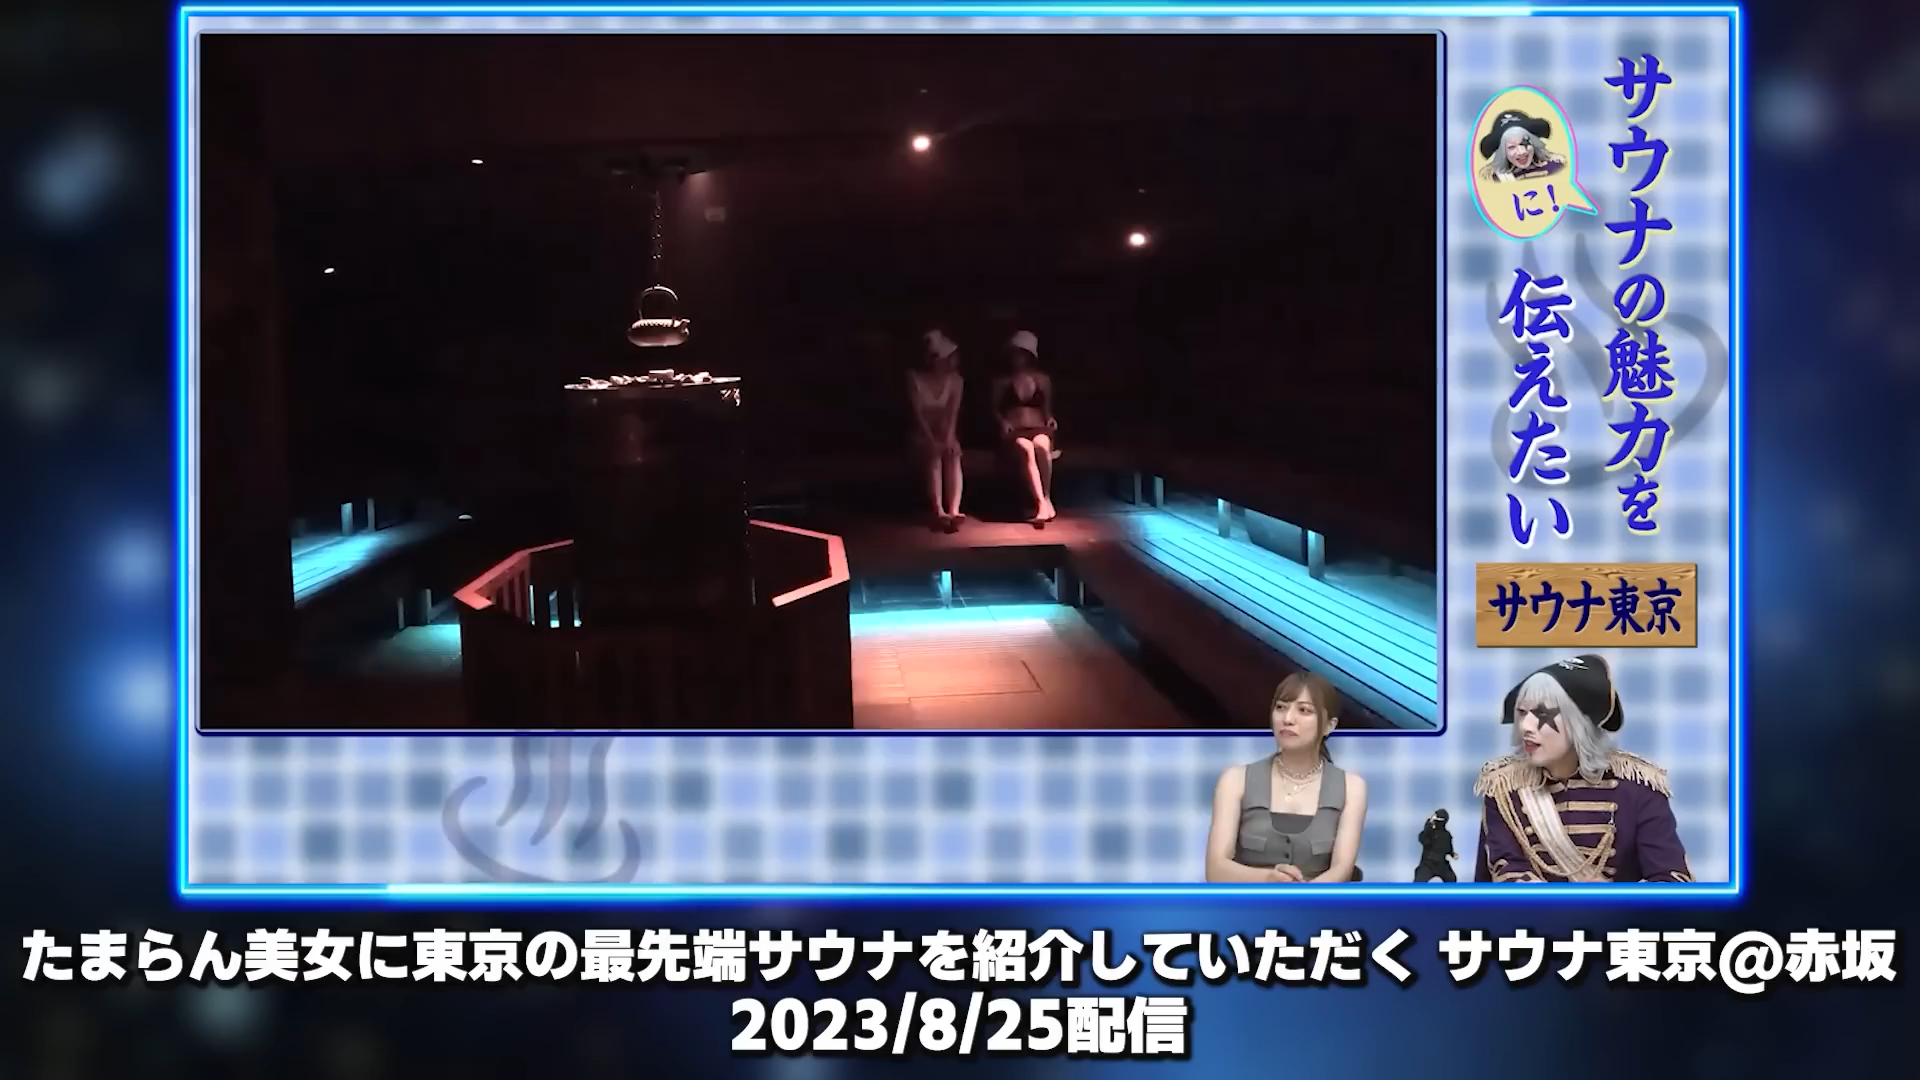 サウナの魅力を
に!
伝えたい
サウナ東京
たまらん美女に東京の最先端サウナを紹介していただく サウナ東京@赤坂
2023/8/25配信